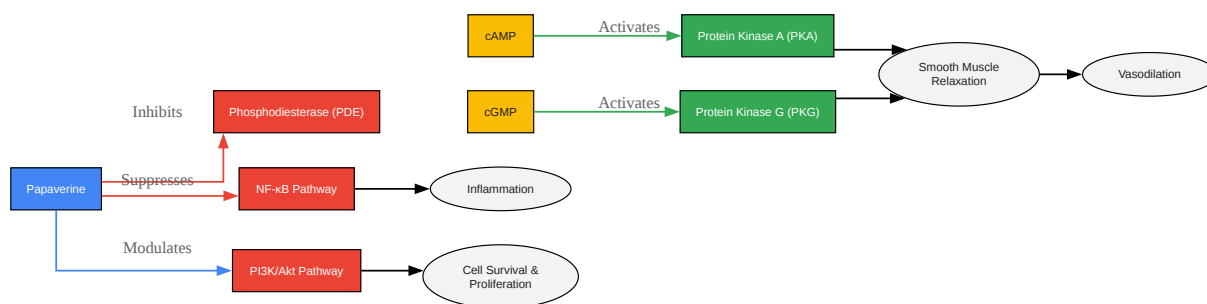 cAMP
Activates
Protein Kinase A (PKA)
Smooth Muscle
Relaxation
Vasodilation
Inhibits
Phosphodiesterase (PDE)
cGMP
Activates
Protein Kinase G (PKG)
Papaverine
Suppresses
NF-κB Pathway
Inflammation
Modulates
PI3K/Akt Pathway
Cell Survival &
Proliferation